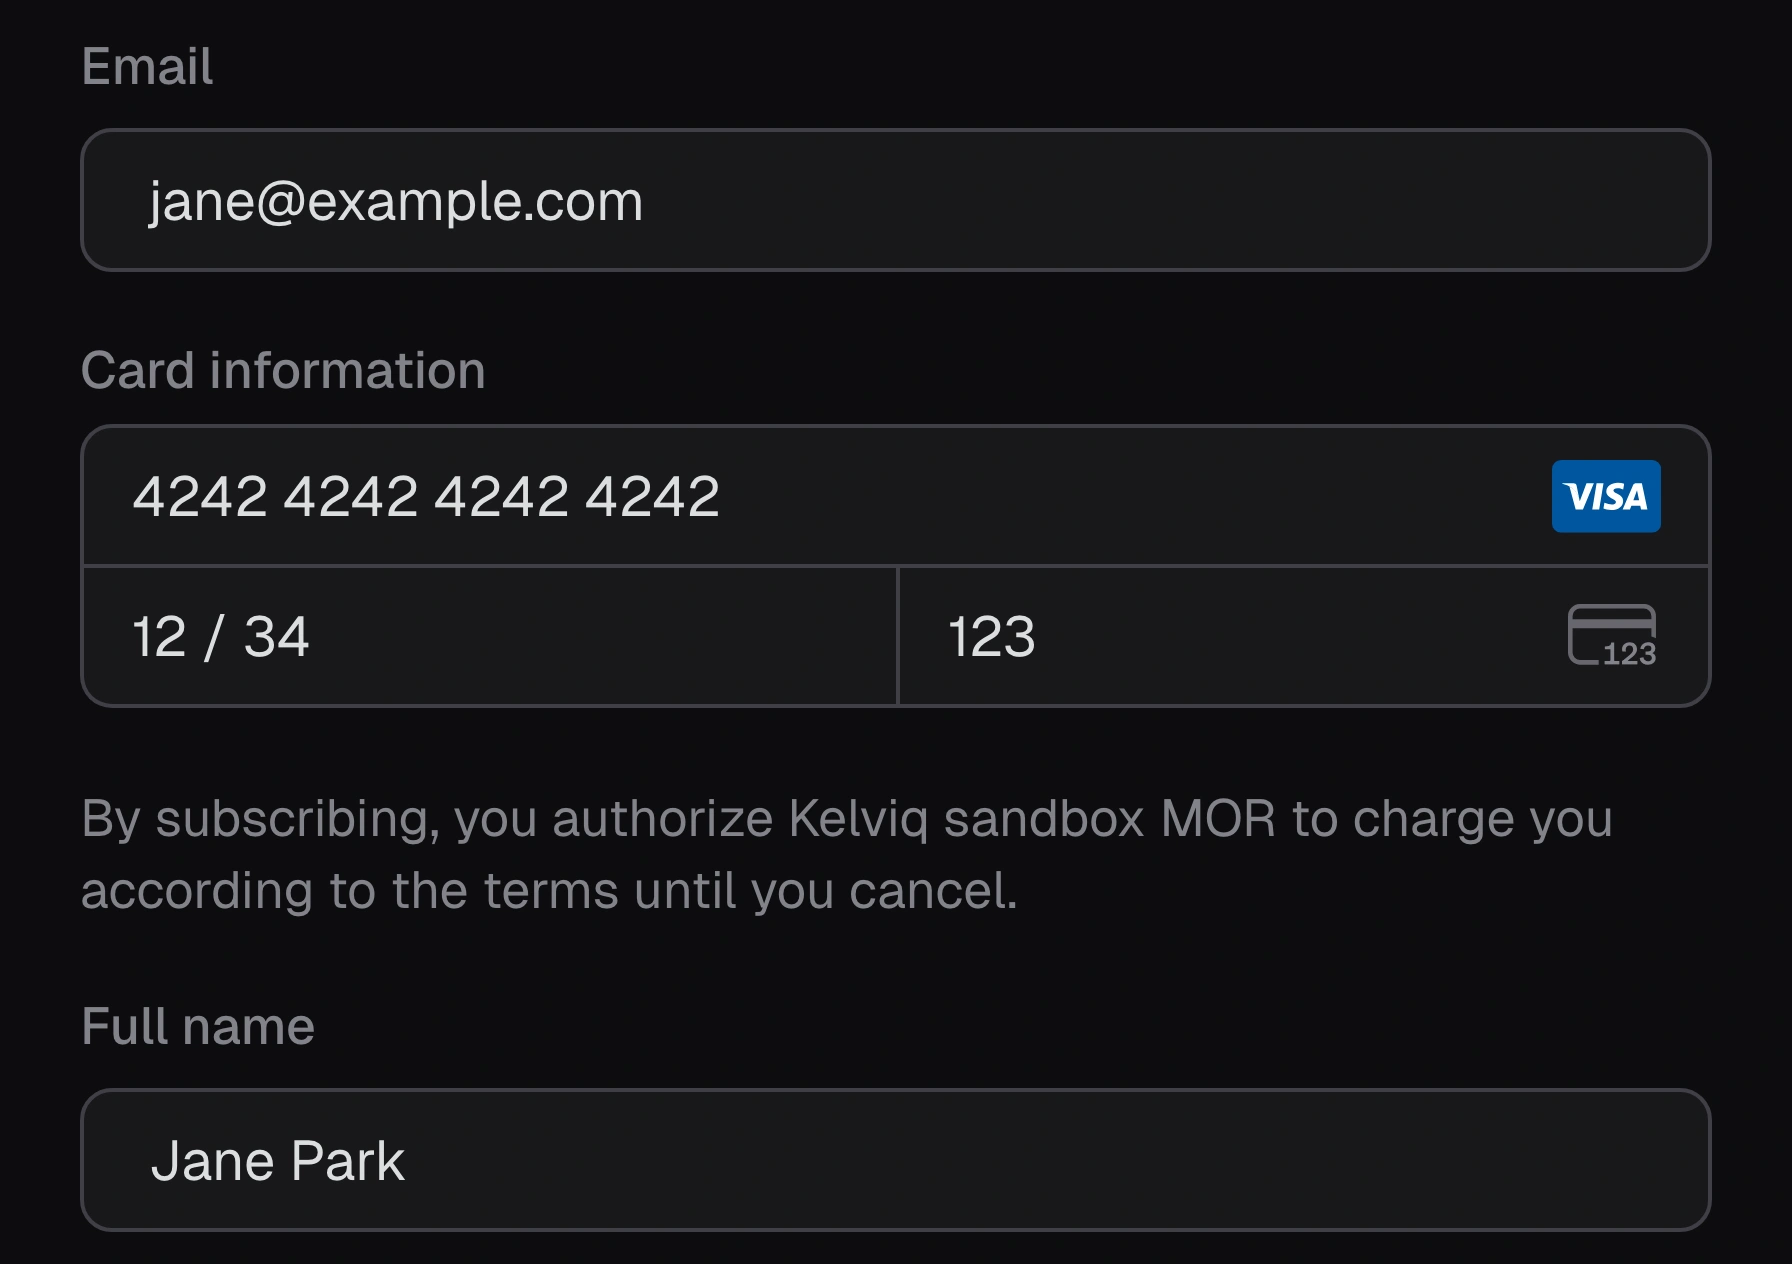 Email
jane@example.com
Card information
4242 4242 4242 4242
VISA
12 / 34
123
123
By subscribing, you authorize Kelviq sandbox MOR to charge you
according to the terms until you cancel.
Full name
Jane Park